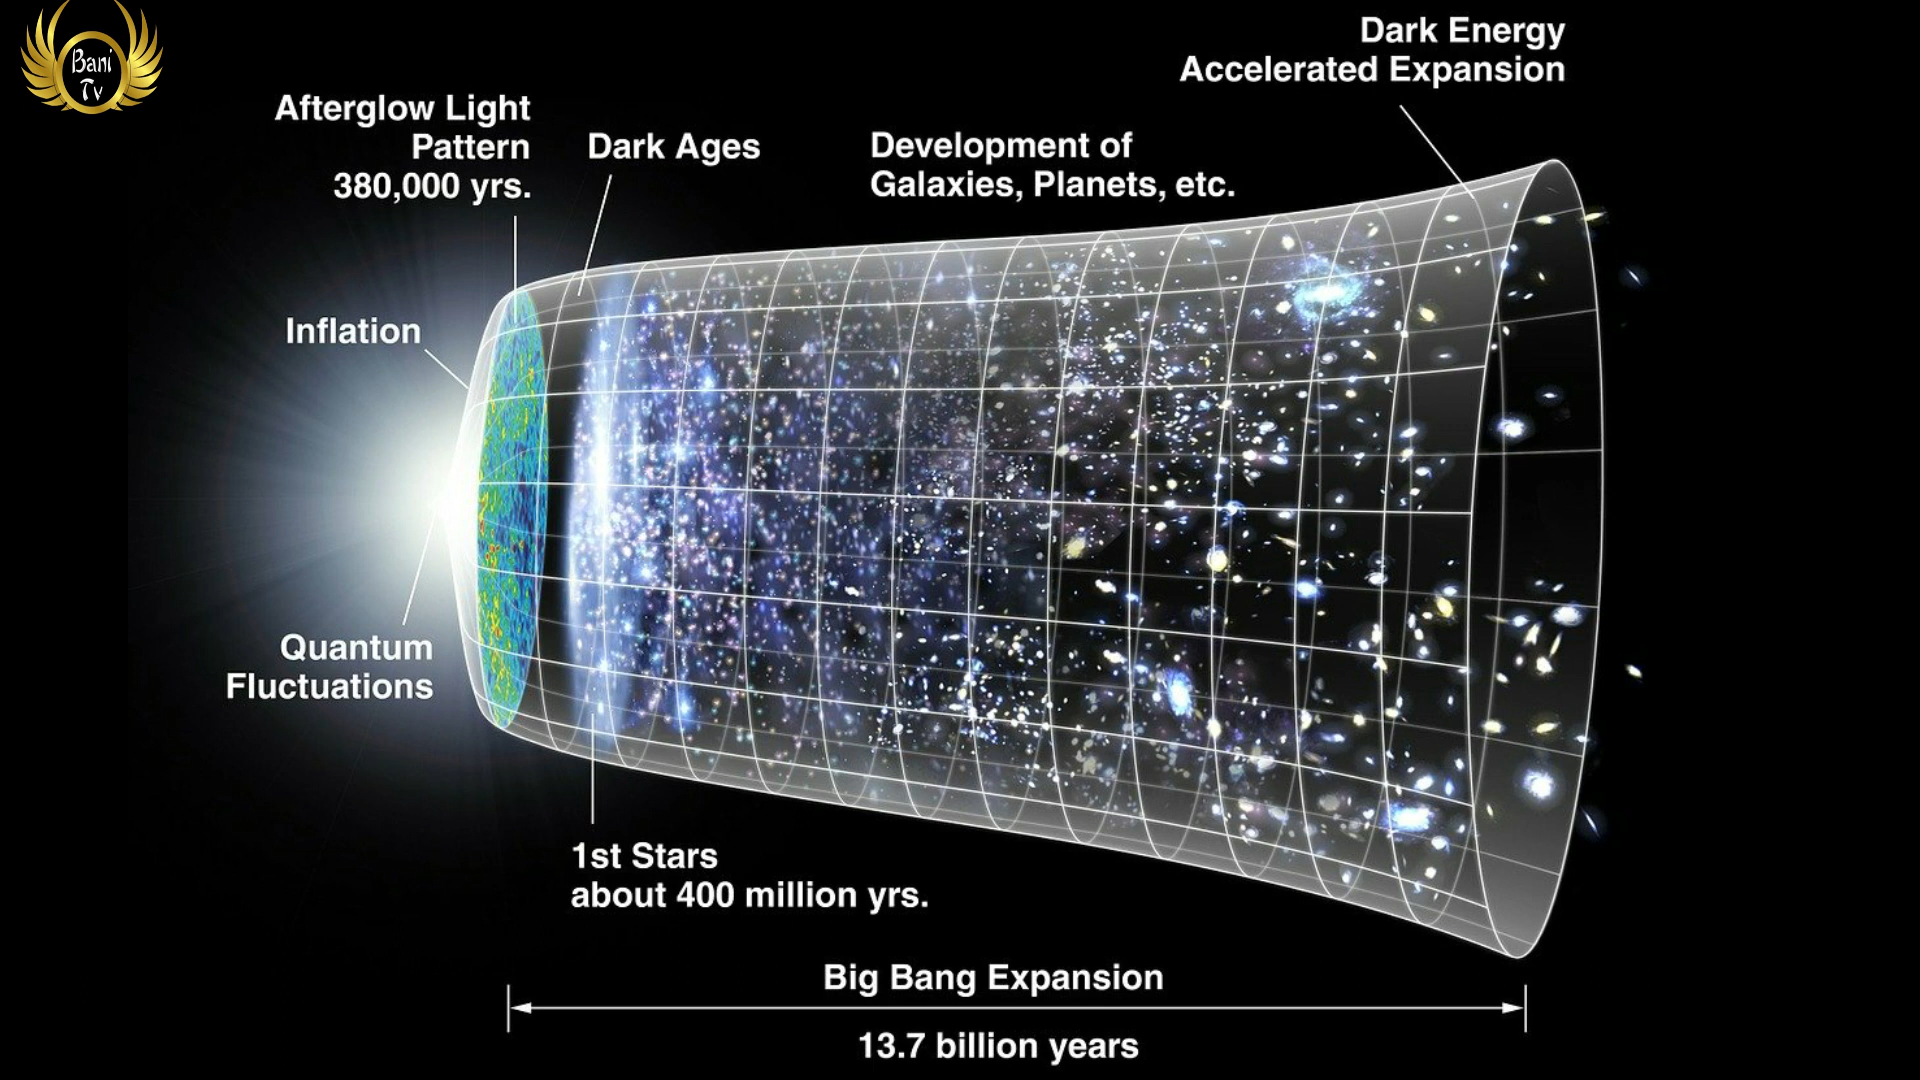 Bani
Tv
Dark Energy
Accelerated Expansion
Afterglow Light
Pattern
380,000 yrs.
Dark Ages
Development of
Galaxies, Planets, etc.
Inflation
Quantum
Fluctuations
1st Stars
about 400 million yrs.
Big Bang Expansion
13.7 billion years